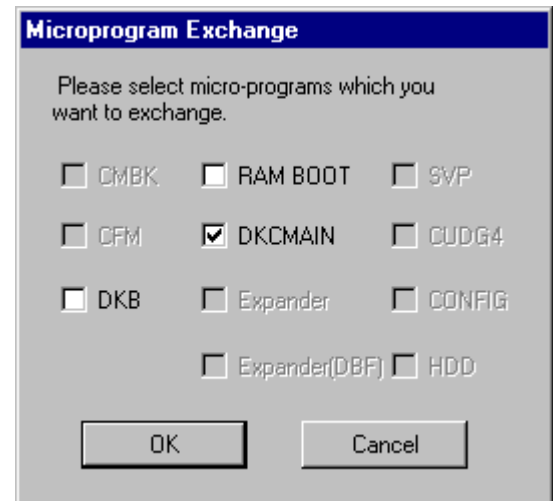 Microprogram Exchange
Please select micro-programs which you
want to exchange.
CMBK RAM BOOT SVP
CFM DKCMAIN CUDG4
DKB Expander CONFIG
Expander(DBF) HDD
OK Cancel